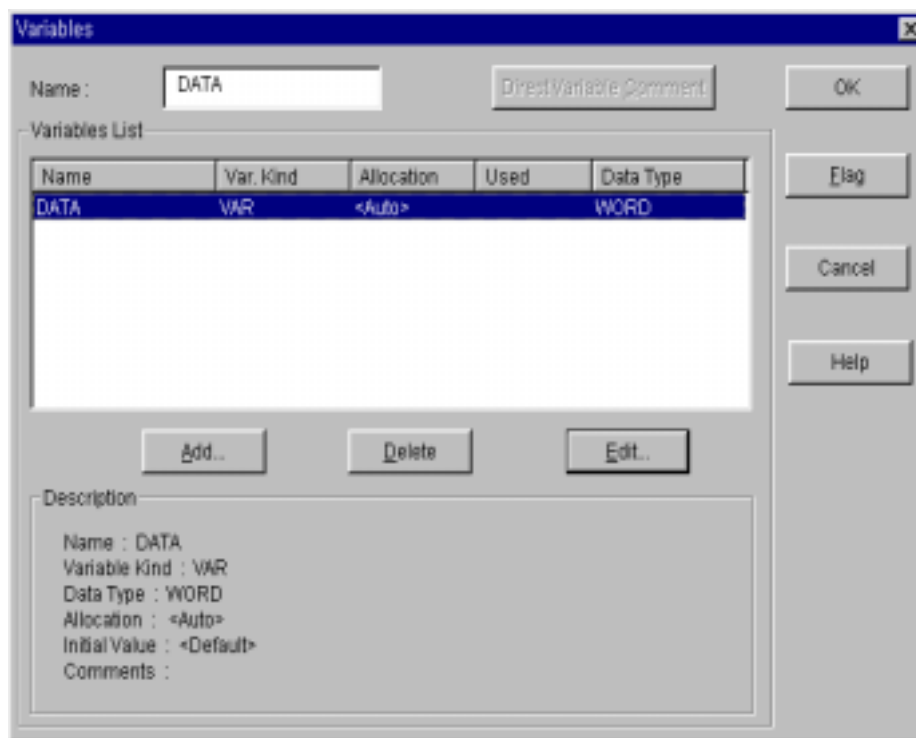 Variables
Name : DATA Direct Variable Comment OK
Variables List
Name Var. Kind Allocation Used Data Type
Flag
DATA VAR <Auto> WORD
Cancel
Help
Add... Delete Edit...
Description
Name : DATA
Variable Kind : VAR
Data Type : WORD
Allocation : <Auto>
Initial Value : <Default>
Comments :